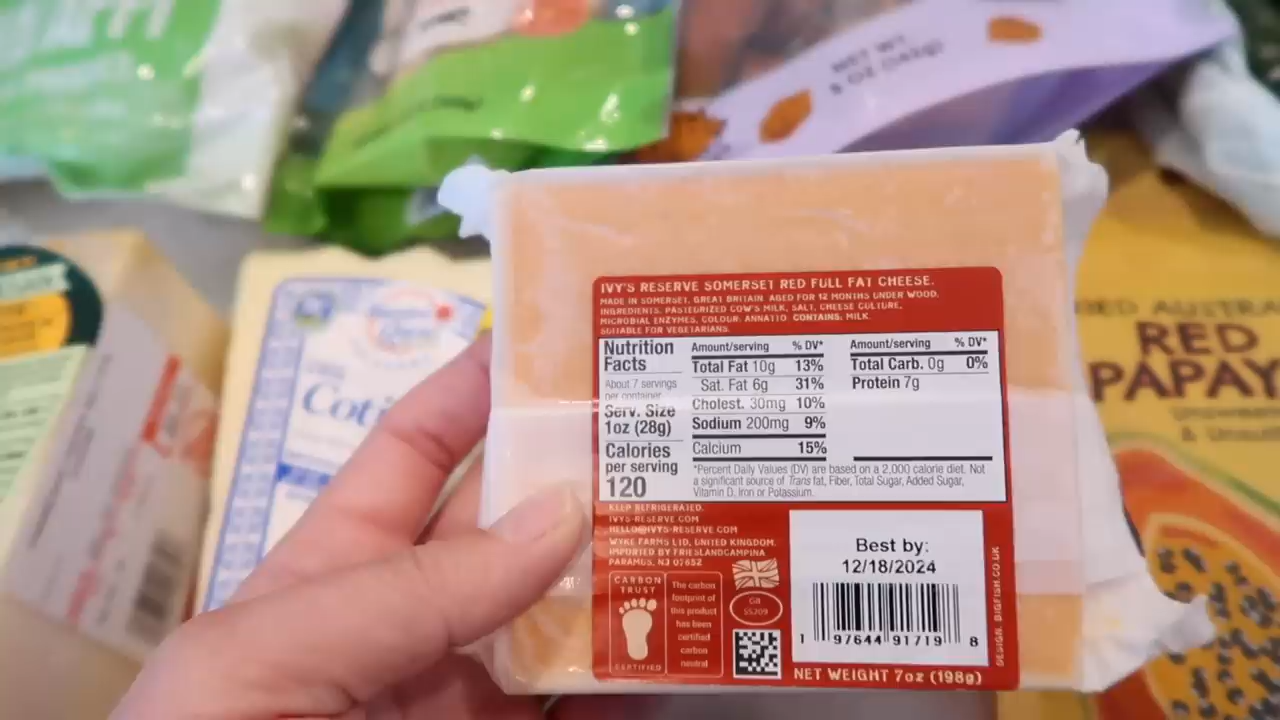 NET WT
5 OZ (142g)
IVY'S RESERVE SOMERSET RED FULL FAT CHEESE.
MADE IN SOMERSET, GREAT BRITAIN AGED FOR 12 MONTHS UNDER WOOD.
INGREDIENTS: PASTEURIZED COW'S MILK, SALT, CHEESE CULTURE,
MICROBIAL ENZYMES, COLOUR: ANNATTO. CONTAINS: MILK.
SUITABLE FOR VEGETARIANS.
Nutrition
Facts
About 7 servings
per container
Serv. Size
1oz (28g)
Calories
per serving
120
Amount/serving % DV*
Total Fat 10g 13%
Sat. Fat 6g 31%
Cholest. 30mg 10%
Sodium 200mg 9%
Calcium 15%
Amount/serving % DV*
Total Carb. 0g 0%
Protein 7g
*Percent Daily Values (DV) are based on a 2,000 calorie diet. Not
a significant source of Trans fat, Fiber, Total Sugar, Added Sugar,
Vitamin D, Iron or Potassium.
KEEP REFRIGERATED.
IVYS-RESERVE.COM
HELLO@IVYS-RESERVE.COM
WYKE FARMS LTD, UNITED KINGDOM.
IMPORTED BY FRIESLANDCAMPINA
PARAMUS, NJ 07652
CARBON
TRUST
CERTIFIED
The carbon
footprint of
this product
has been
certified
carbon
neutral
GB
SS209
Best by:
12/18/2024
1 97644 91719 8
NET WEIGHT 7oz (198g)
DESIGN: BIGFISH.CO.UK
Coti
RED
PAPAY